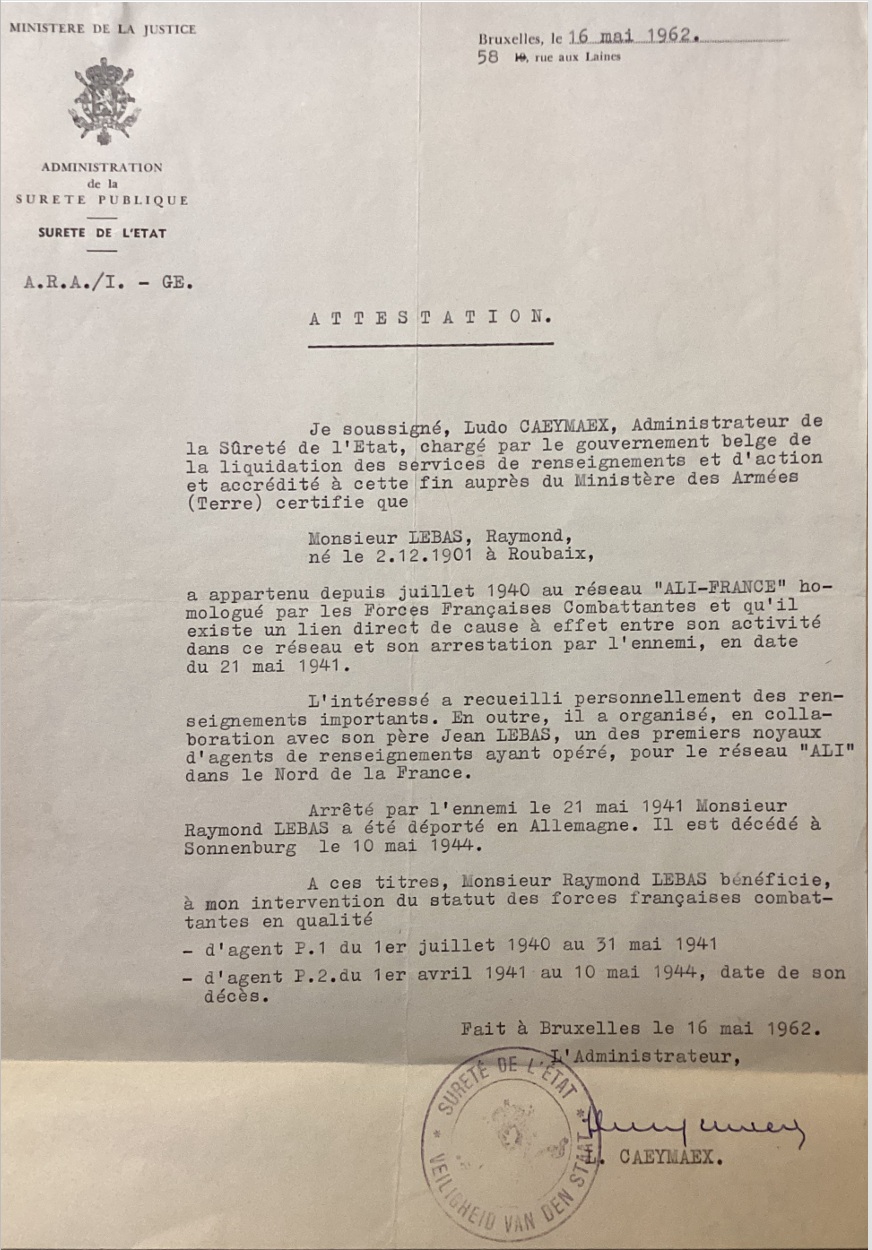 MINISTERE DE LA JUSTICE
Bruxelles, le 16 mai 1962.
58 10, rue aux Laines
ADMINISTRATION
de la
SURETE PUBLIQUE
SURETE DE L'ETAT
A.R.A./I. - GE.
ATTESTATION.
Je soussigné, Ludo CAEYMAEX, Administrateur de
la Sûreté de l'Etat, chargé par le gouvernement belge de
la liquidation des services de renseignements et d'action
et accrédité à cette fin auprès du Ministère des Armées
(Terre) certifie que
Monsieur LEBAS, Raymond,
né le 2.12.1901 à Roubaix,
a appartenu depuis juillet 1940 au réseau "ALI-FRANCE" ho-
mologué par les Forces Françaises Combattantes et qu'il
existe un lien direct de cause à effet entre son activité
dans ce réseau et son arrestation par l'ennemi, en date
du 21 mai 1941.
L'intéressé a recueilli personnellement des ren-
seignements importants. En outre, il a organisé, en colla-
boration avec son père Jean LEBAS, un des premiers noyaux
d'agents de renseignements ayant opéré, pour le réseau "ALI"
dans le Nord de la France.
Arrêté par l'ennemi le 21 mai 1941 Monsieur
Raymond LEBAS a été déporté en Allemagne. Il est décédé à
Sonnenburg le 10 mai 1944.
A ces titres, Monsieur Raymond LEBAS bénéficie,
à mon intervention du statut des forces françaises combat-
tantes en qualité
- d'agent P.1 du 1er juillet 1940 au 31 mai 1941
- d'agent P.2.du 1er avril 1941 au 10 mai 1944, date de son
décès.
Fait à Bruxelles le 16 mai 1962.
L'Administrateur,
* SURETÉ DE L'ÉTAT *
VEILIGHEID VAN DEN STAAT
L. CAEYMAEX.